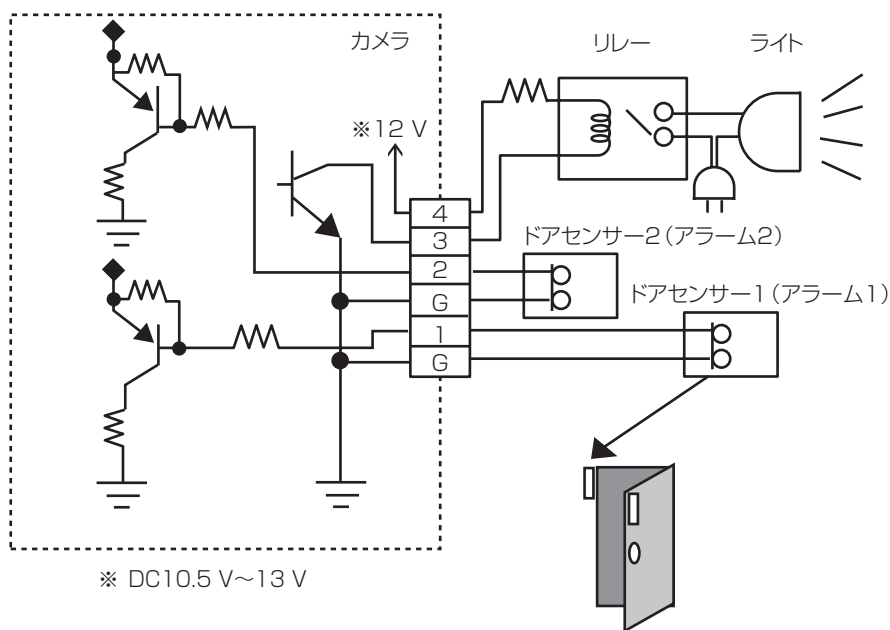 カメラ
リレー
ライト
※12 V
4
3
2
G
1
G
ドアセンサー2（アラーム2）
ドアセンサー1（アラーム1）
※ DC10.5 V～13 V